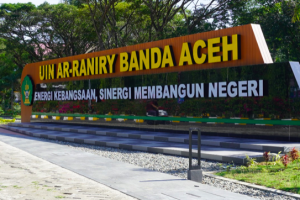 UIN AR-RANIRY BANDA ACEH
ENERGI KEBANGSAAN, SINERGI MEMBANGUN NEGERI